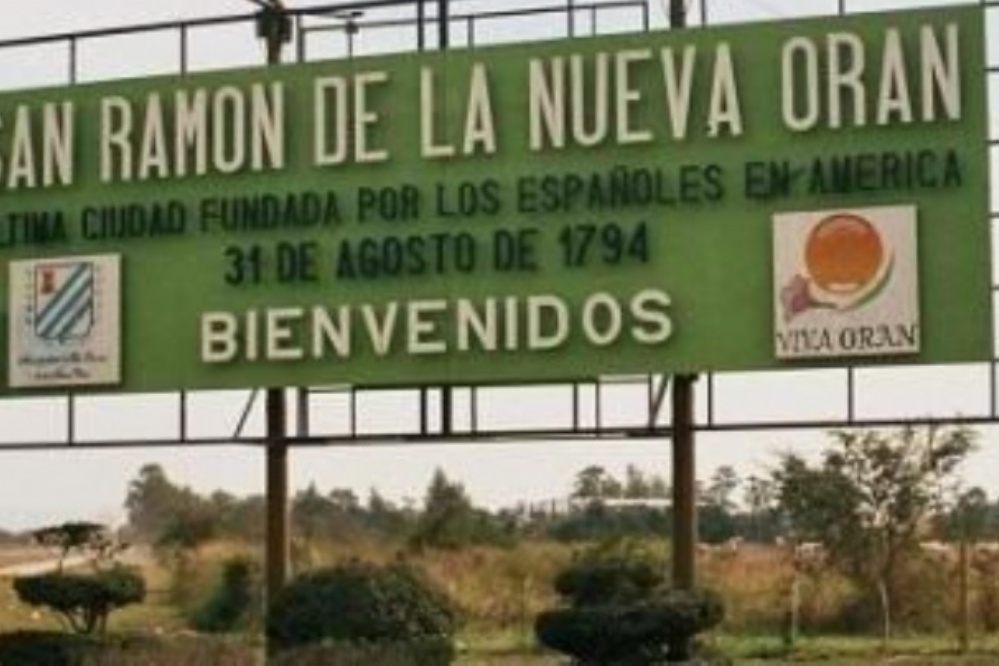 SAN RAMON DE LA NUEVA ORAN
LTIMA CIUDAD FUNDADA POR LOS ESPAÑOLES EN AMERICA
31 DE AGOSTO DE 1794
BIENVENIDOS
VIVA ORAN